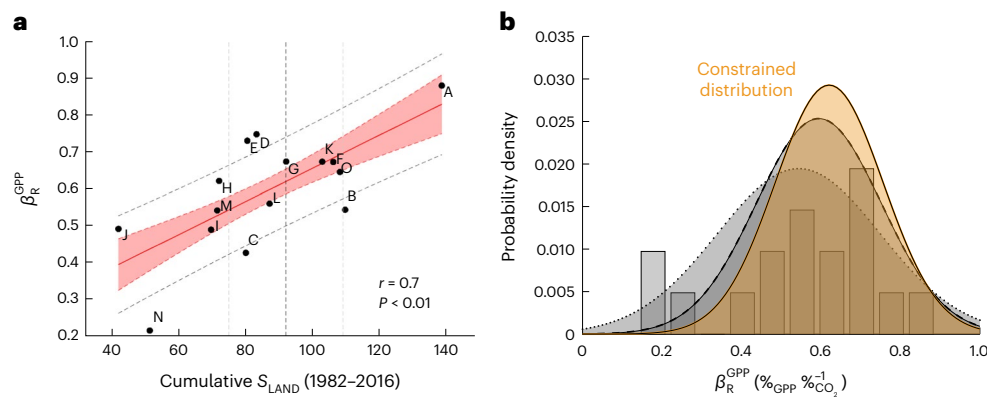 a
1.0
0.9
0.8
0.7
0.6
0.5
0.4
0.3
0.2
β_R^GPP
A
D
E
K
F
G
O
H
L
B
M
I
J
C
N
r = 0.7
P < 0.01
40 60 80 100 120 140
Cumulative S_LAND (1982–2016)
b
0.035
0.030
0.025
0.020
0.015
0.010
0.005
0
Probability density
Constrained
distribution
0 0.2 0.4 0.6 0.8 1.0
β_R^GPP (%_GPP %_CO₂^−1)